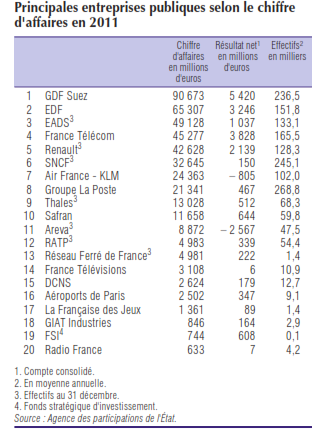 Principales entreprises publiques selon le chiffre
d'affaires en 2011
Chiffre Résultat net¹ Effectifs²
d'affaires en millions en milliers
en millions d'euros
d'euros
1 GDF Suez 90 673 5 420 236,5
2 EDF 65 307 3 246 151,8
3 EADS³ 49 128 1 037 133,1
4 France Télécom 45 277 3 828 165,5
5 Renault³ 42 628 2 139 128,3
6 SNCF³ 32 645 150 245,1
7 Air France - KLM 24 363 – 805 102,0
8 Groupe La Poste 21 341 467 268,8
9 Thales³ 13 028 512 68,3
10 Safran 11 658 644 59,8
11 Areva³ 8 872 – 2 567 47,5
12 RATP³ 4 983 339 54,4
13 Réseau Ferré de France³ 4 981 222 1,4
14 France Télévisions 3 108 6 10,9
15 DCNS 2 624 179 12,7
16 Aéroports de Paris 2 502 347 9,1
17 La Française des Jeux 1 361 89 1,4
18 GIAT Industries 846 164 2,9
19 FSI⁴ 744 608 0,1
20 Radio France 633 7 4,2
1. Compte consolidé.
2. En moyenne annuelle.
3. Effectifs au 31 décembre.
4. Fonds stratégique d'investissement.
Source : Agence des participations de l'État.